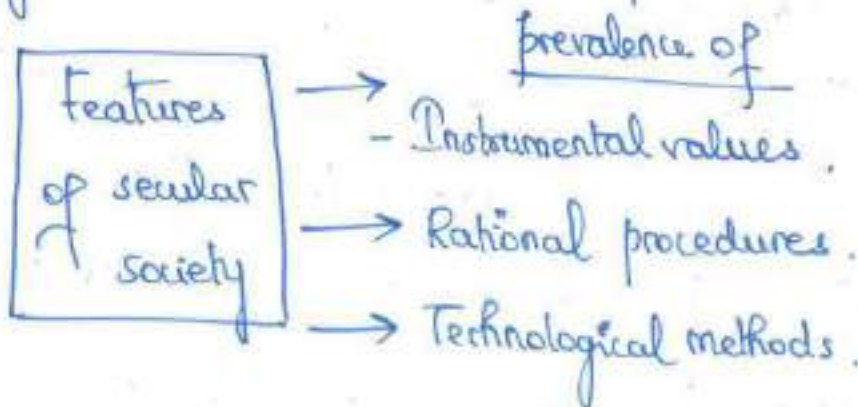 prevalence of
Features
of secular
society
- Instrumental values.
Rational procedures.
Technological methods.